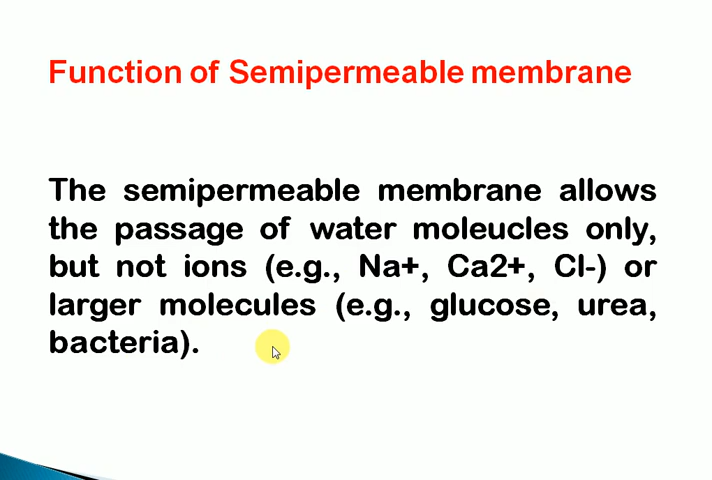 Function of Semipermeable membrane
The semipermeable membrane allows
the passage of water moleucles only,
but not ions (e.g., Na+, Ca2+, Cl-) or
larger molecules (e.g., glucose, urea,
bacteria).